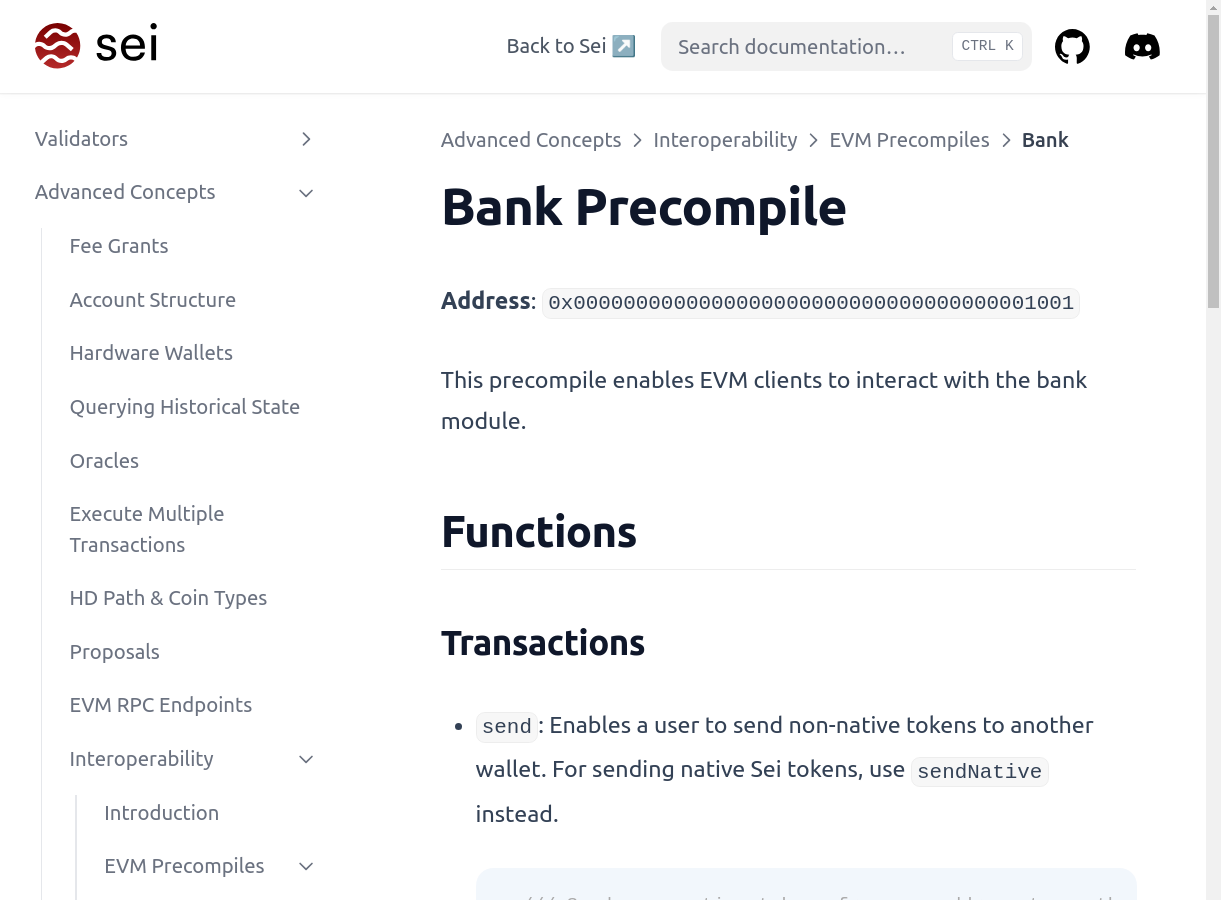 sei
Back to Sei ↗
Search documentation…
CTRL K
Validators
Advanced Concepts
Fee Grants
Account Structure
Hardware Wallets
Querying Historical State
Oracles
Execute Multiple
Transactions
HD Path & Coin Types
Proposals
EVM RPC Endpoints
Interoperability
Introduction
EVM Precompiles
Advanced Concepts > Interoperability > EVM Precompiles > Bank
Bank Precompile
Address: 0x0000000000000000000000000000000000001001
This precompile enables EVM clients to interact with the bank
module.
Functions
Transactions
• send: Enables a user to send non-native tokens to another
wallet. For sending native Sei tokens, use sendNative
instead.